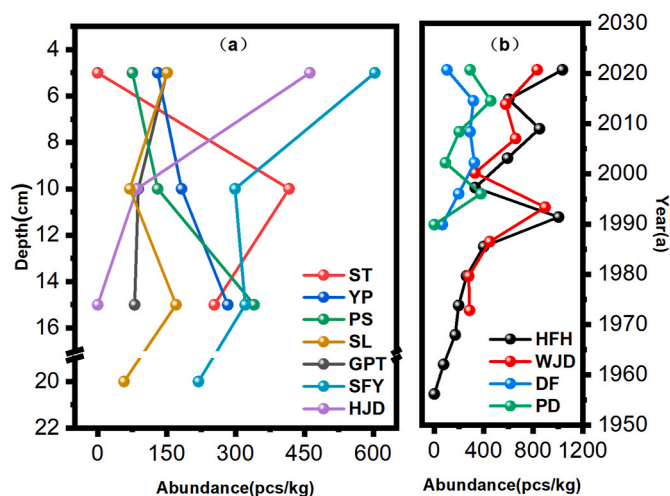 (a)
Depth(cm)
4
6
8
10
12
14
16
20
22
ST
YP
PS
SL
GPT
SFY
HJD
0 150 300 450 600
Abundance(pcs/kg)
(b)
2030
2020
2010
2000
1990
1980
1970
1960
1950
Year(a)
HFH
WJD
DF
PD
0 400 800 1200
Abundance(pcs/kg)